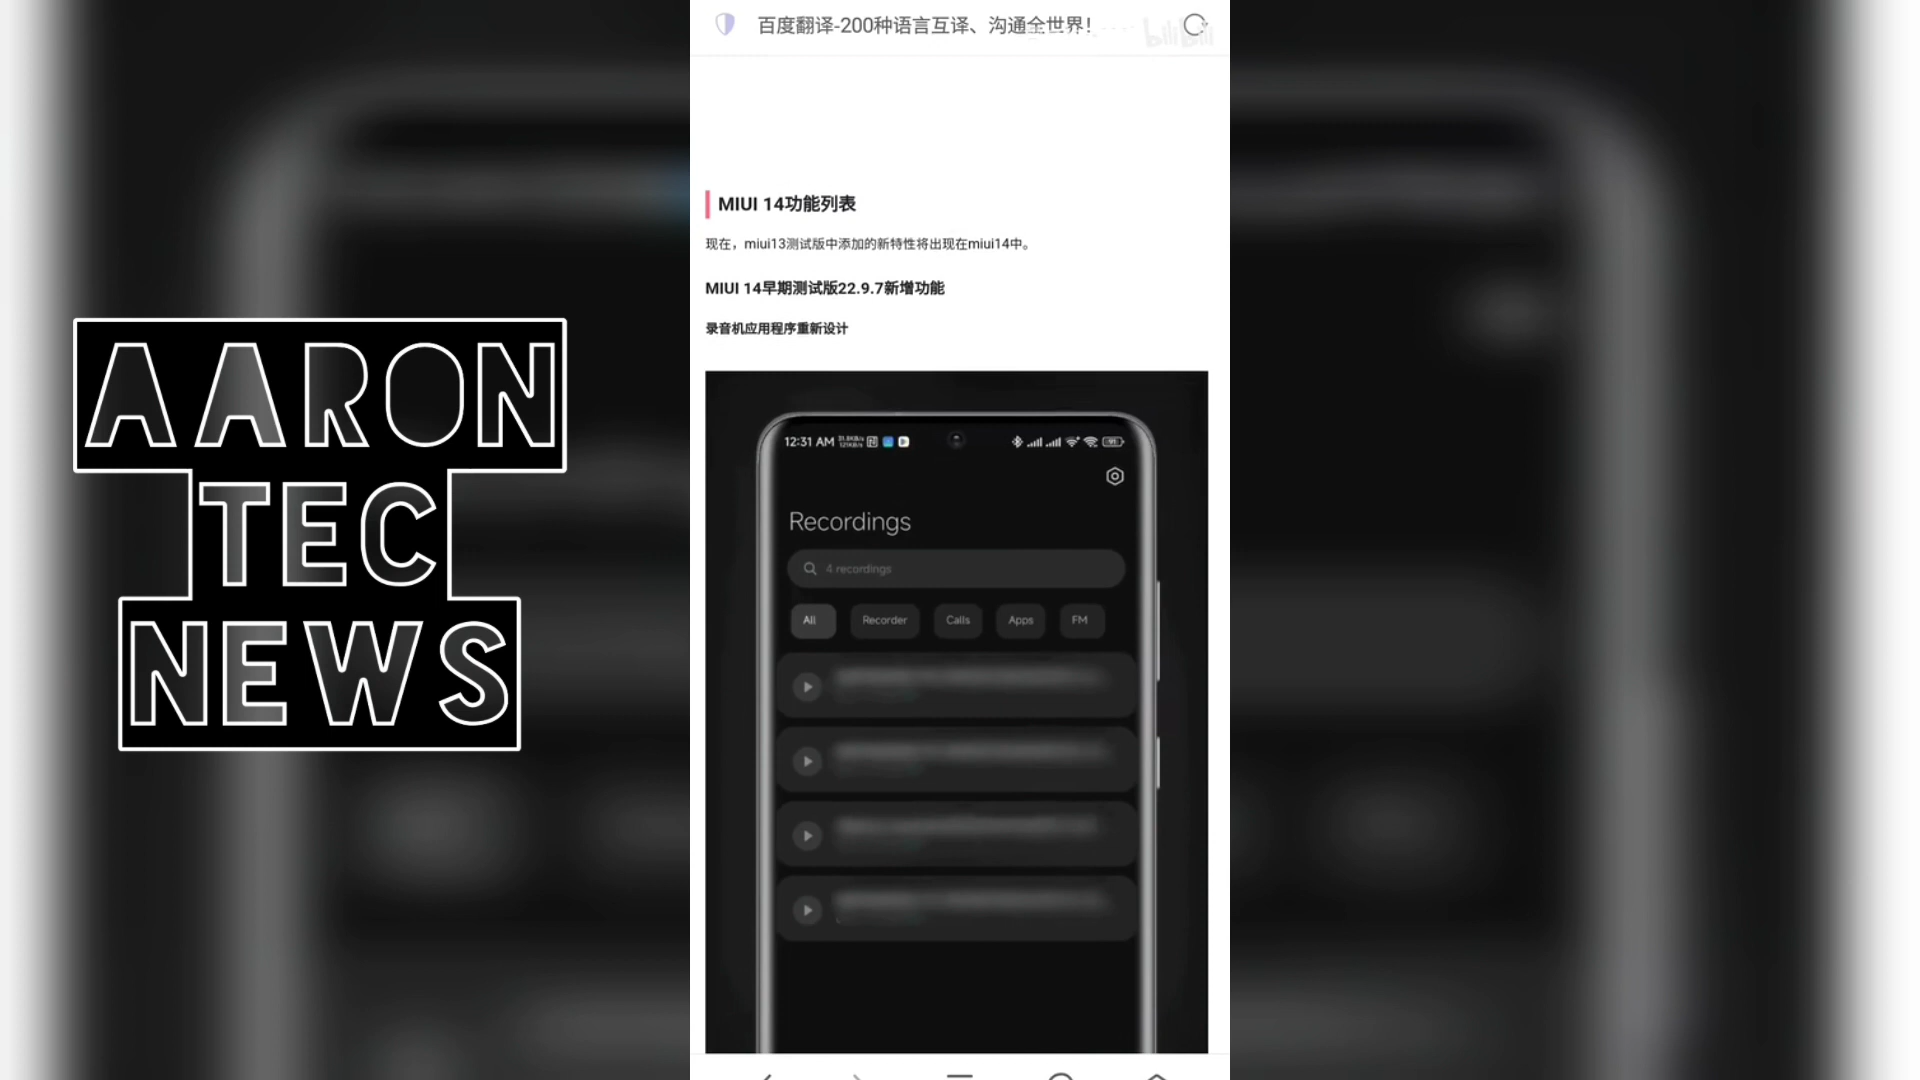 百度翻译-200种语言互译、沟通全世界!
bilibili
MIUI 14功能列表
现在，miui13测试版中添加的新特性将出现在miui14中。
MIUI 14早期测试版22.9.7新增功能
录音机应用程序重新设计
AARON
TEC
NEWS
12:31 AM
Recordings
4 recordings
All Recorder Calls Apps FM